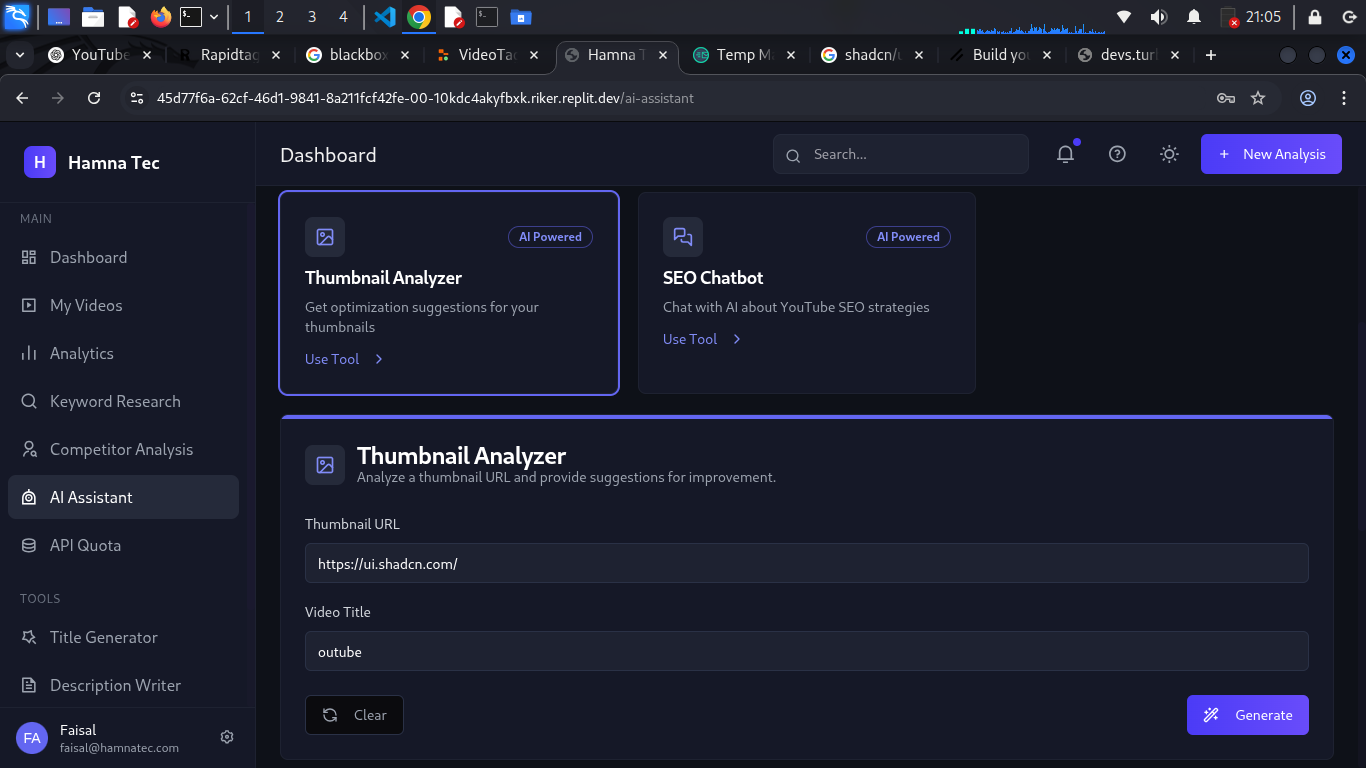 1
2
3
4
21:05
YouTube
Rapidtag
blackbox
VideoTac
Hamna T
Temp Ma
shadcn/u
Build you
devs.turl
45d77f6a-62cf-46d1-9841-8a211fcf42fe-00-10kdc4akyfbxk.riker.replit.dev/ai-assistant
H
Hamna Tec
Dashboard
Search...
+ New Analysis
MAIN
Dashboard
My Videos
Analytics
Keyword Research
Competitor Analysis
AI Assistant
API Quota
TOOLS
Title Generator
Description Writer
FA
Faisal
faisal@hamnatec.com
AI Powered
Thumbnail Analyzer
Get optimization suggestions for your
thumbnails
Use Tool
AI Powered
SEO Chatbot
Chat with AI about YouTube SEO strategies
Use Tool
Thumbnail Analyzer
Analyze a thumbnail URL and provide suggestions for improvement.
Thumbnail URL
https://ui.shadcn.com/
Video Title
outube
Clear
Generate